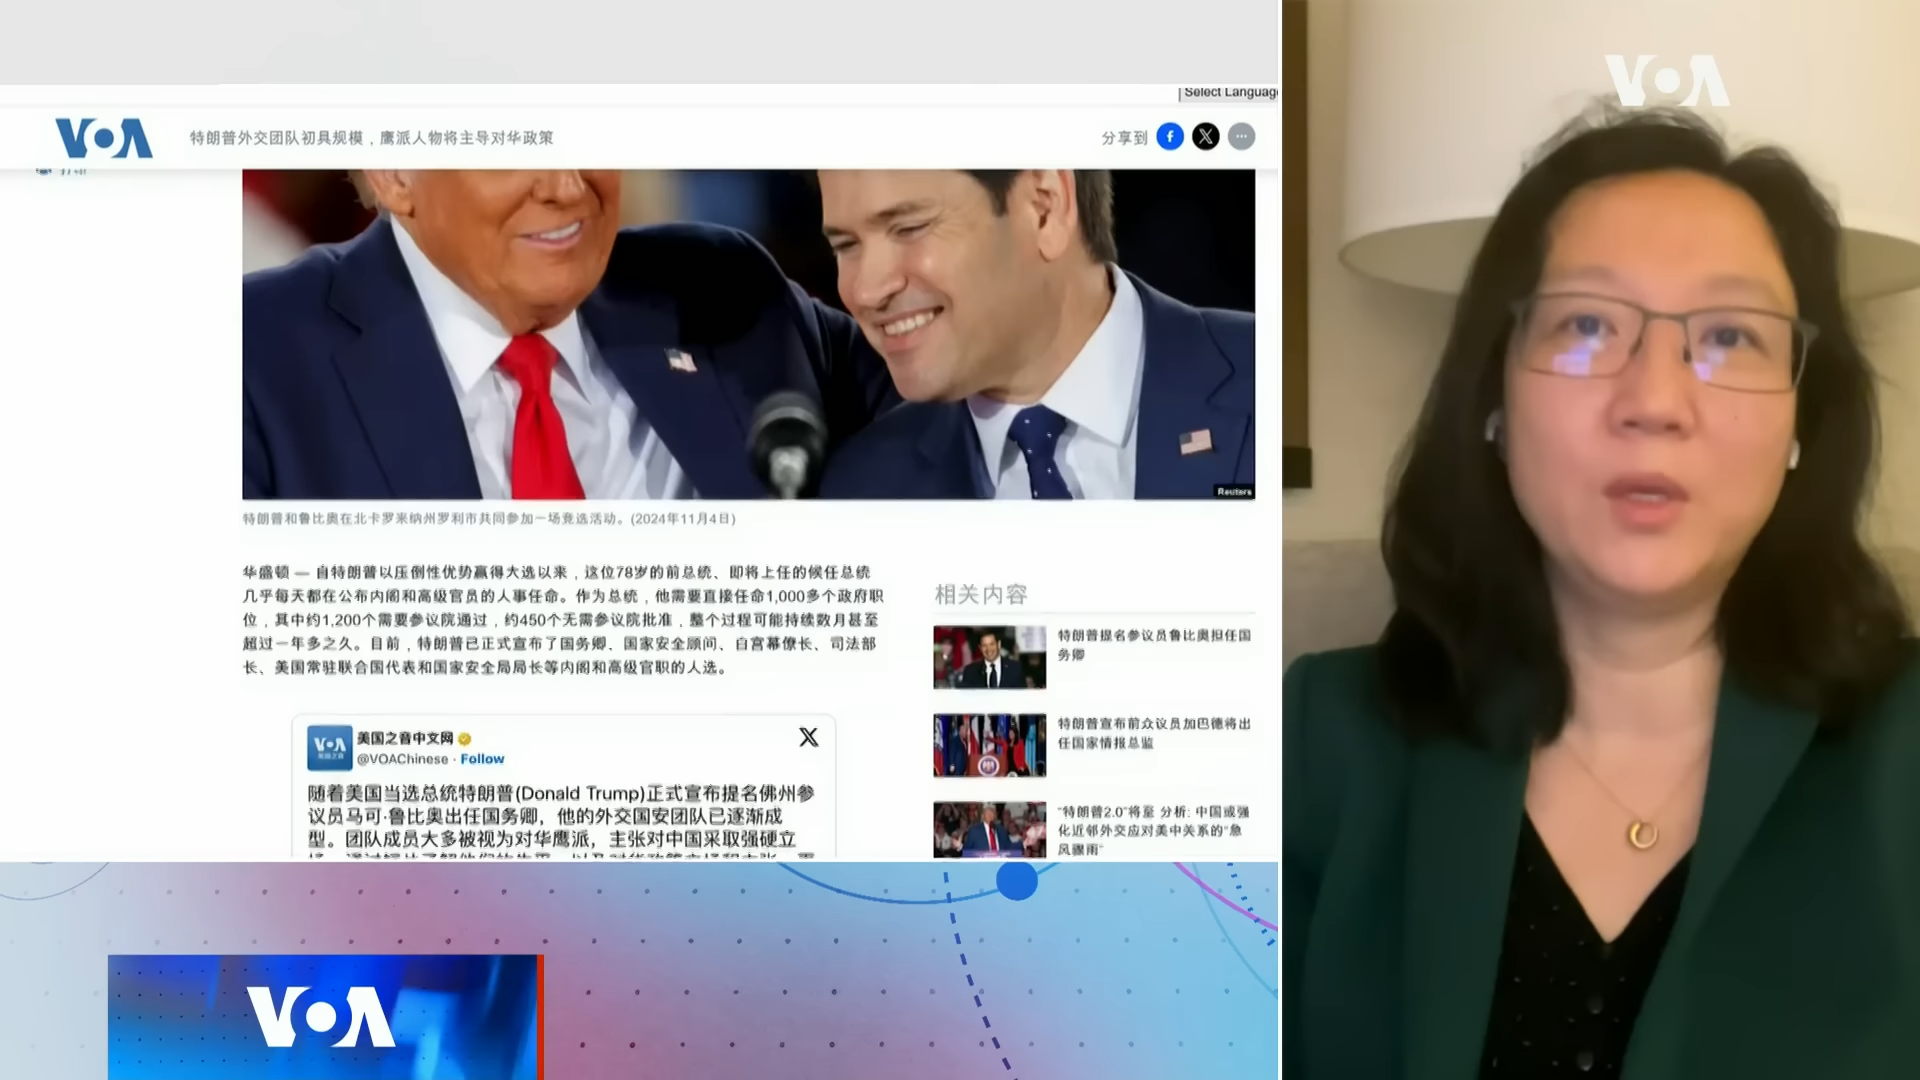 Select Language
VOA
特朗普外交团队初具规模，鹰派人物将主导对华政策
分享到
Reuters
特朗普和鲁比奥在北卡罗来纳州罗利市共同参加一场竞选活动。(2024年11月4日)
华盛顿 — 自特朗普以压倒性优势赢得大选以来，这位78岁的前总统、即将上任的候任总统
几乎每天都在公布内阁和高级官员的人事任命。作为总统，他需要直接任命1,000多个政府职
位，其中约1,200个需要参议院通过，约450个无需参议院批准，整个过程可能持续数月甚至
超过一年多之久。目前，特朗普已正式宣布了国务卿、国家安全顾问、白宫幕僚长、司法部
长、美国常驻联合国代表和国家安全局局长等内阁和高级官职的人选。
相关内容
特朗普提名参议员鲁比奥担任国
务卿
特朗普宣布前众议员加巴德将出
任国家情报总监
“特朗普2.0”将至 分析: 中国或强
化近邻外交应对美中关系的“急
风骤雨”
VOA
美国之音中文网
@VOAChinese · Follow
随着美国当选总统特朗普(Donald Trump)正式宣布提名佛州参
议员马可·鲁比奥出任国务卿，他的外交国安团队已逐渐成
型。团队成员大多被视为对华鹰派，主张对中国采取强硬立
VOA
VOA